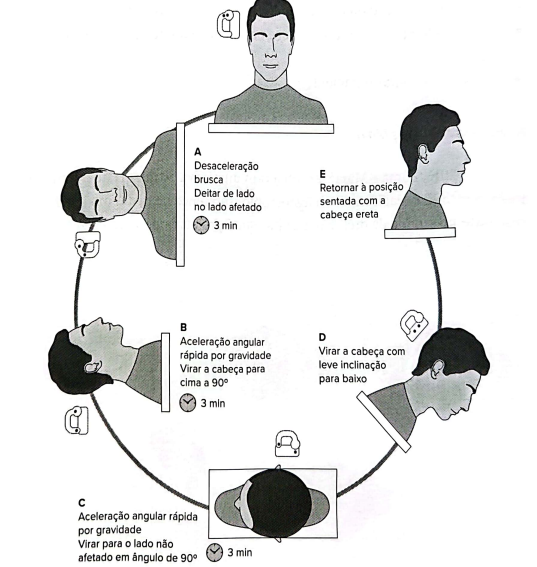 A
Desaceleração
brusca
Deitar de lado
no lado afetado
3 min
E
Retornar à posição
sentada com a
cabeça ereta
B
Aceleração angular
rápida por gravidade
Virar a cabeça para
cima a 90º
3 min
D
Virar a cabeça com
leve inclinação
para baixo
C
Aceleração angular rápida
por gravidade
Virar para o lado não
afetado em ângulo de 90º
3 min